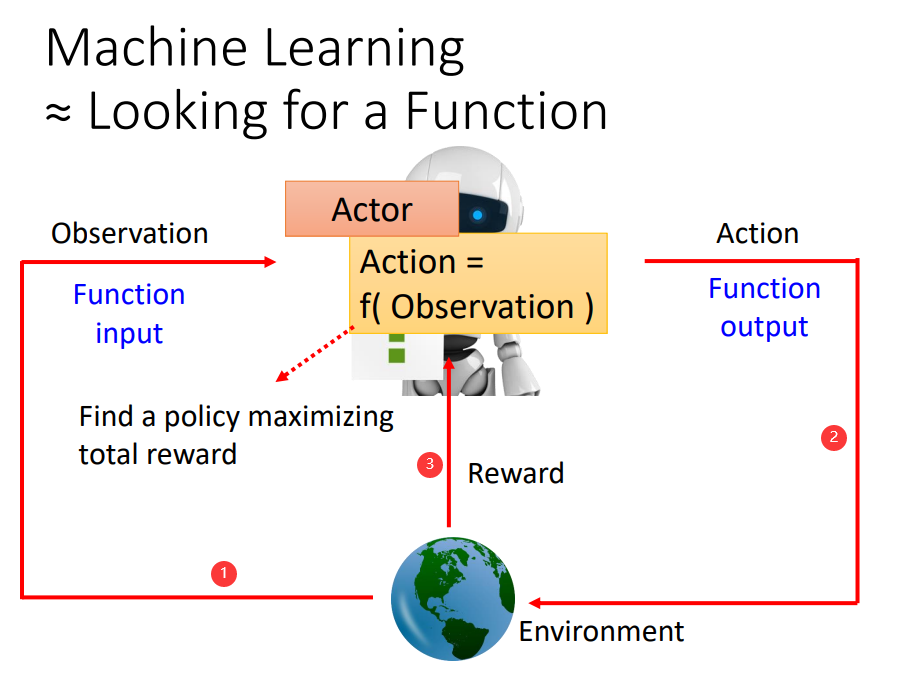 Machine Learning
≈ Looking for a Function
Actor
Observation
Action
Action =
f( Observation )
Function
input
Function
output
Find a policy maximizing
total reward
2
3
Reward
1
Environment